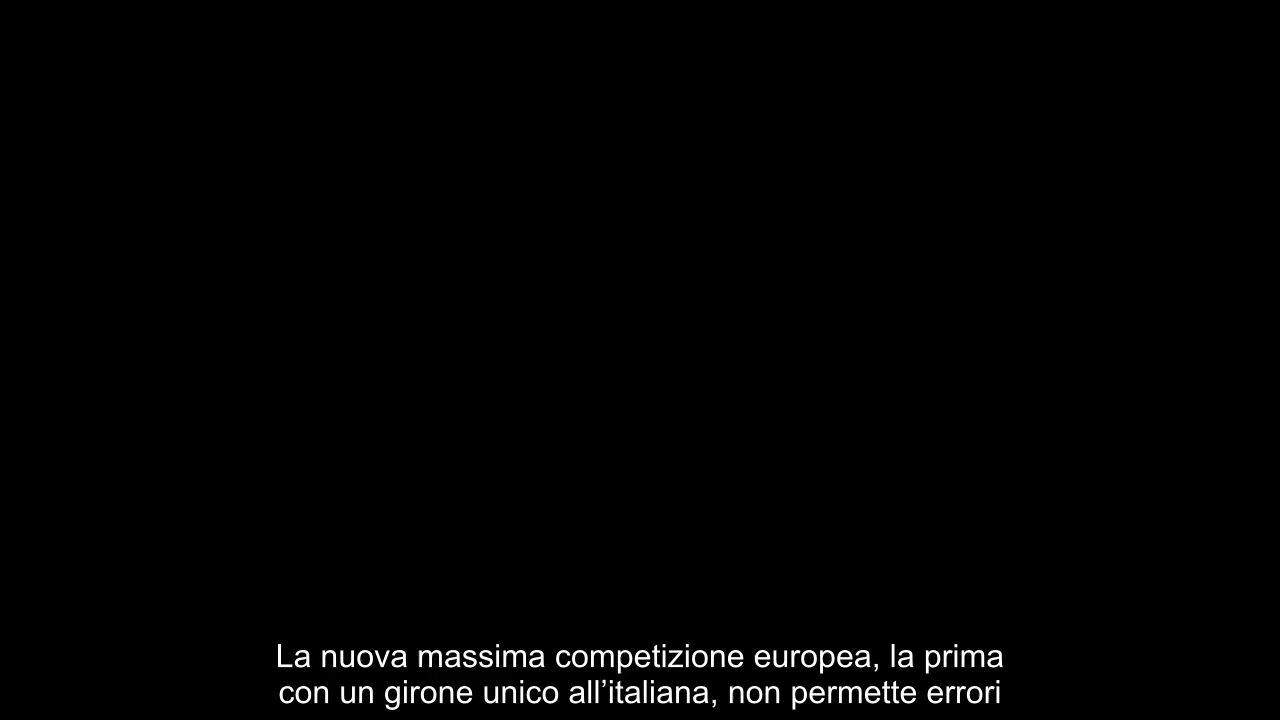 La nuova massima competizione europea, la prima
con un girone unico all’italiana, non permette errori